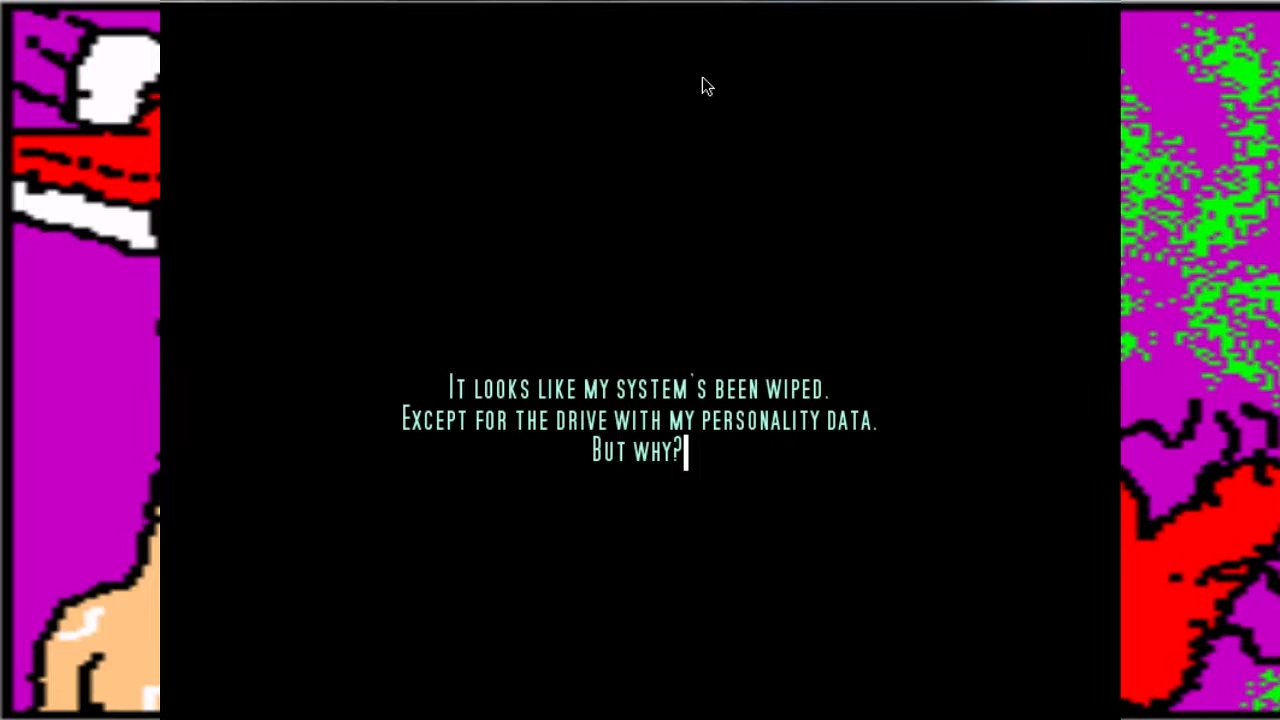 It looks like my system`s been wiped.
Except for the drive with my personality data.
But why?